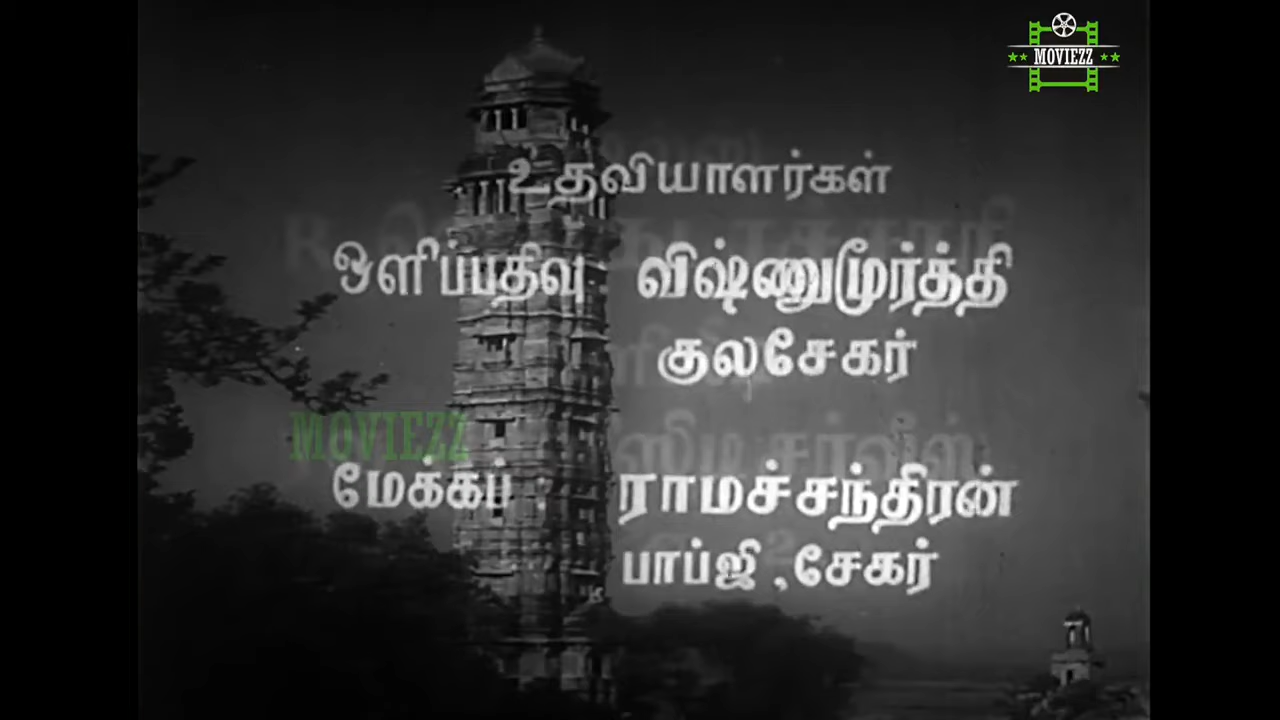 MOVIEZZ
உதவியாளர்கள்
ஒளிப்பதிவு : விஷ்ணுமூர்த்தி
குலசேகர்
MOVIEZZ
மேக்கப் : ராமச்சந்திரன்
பாப்ஜி , சேகர்